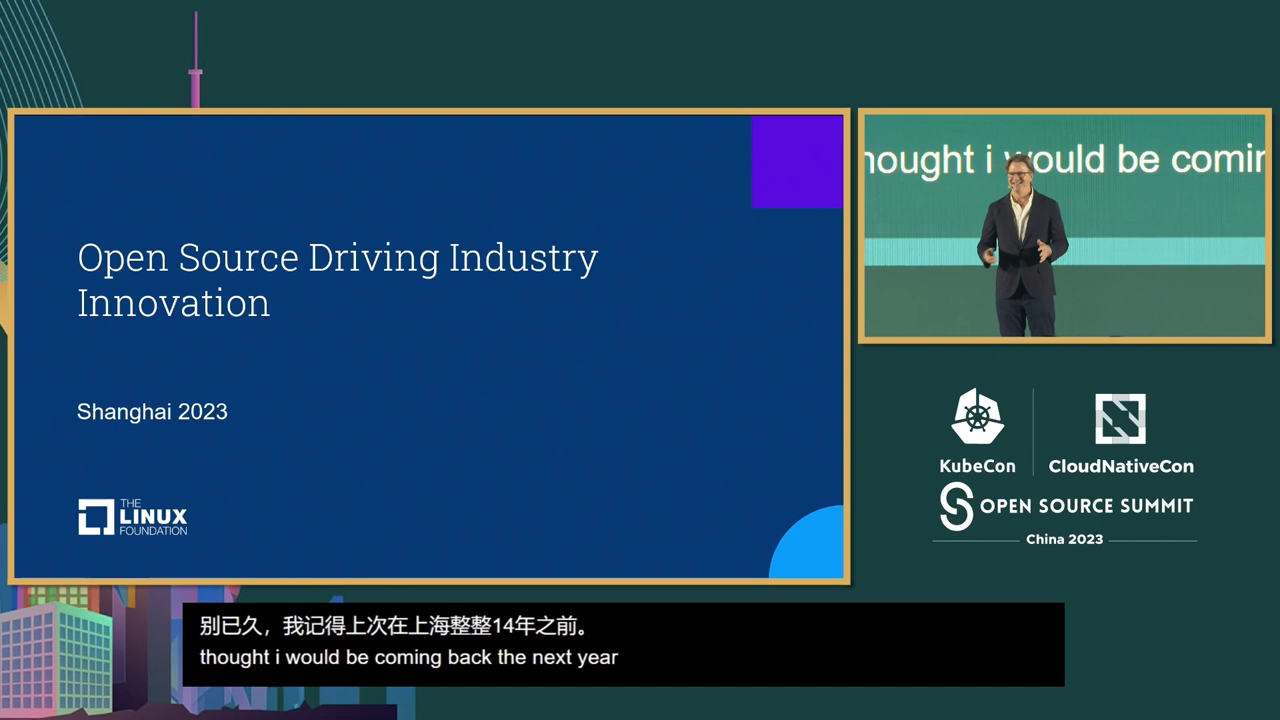 Open Source Driving Industry
Innovation
Shanghai 2023
THE
LINUX
FOUNDATION
hought i would be comin
KubeCon
CloudNativeCon
OPEN SOURCE SUMMIT
China 2023
别已久，我记得上次在上海整整14年之前。
thought i would be coming back the next year